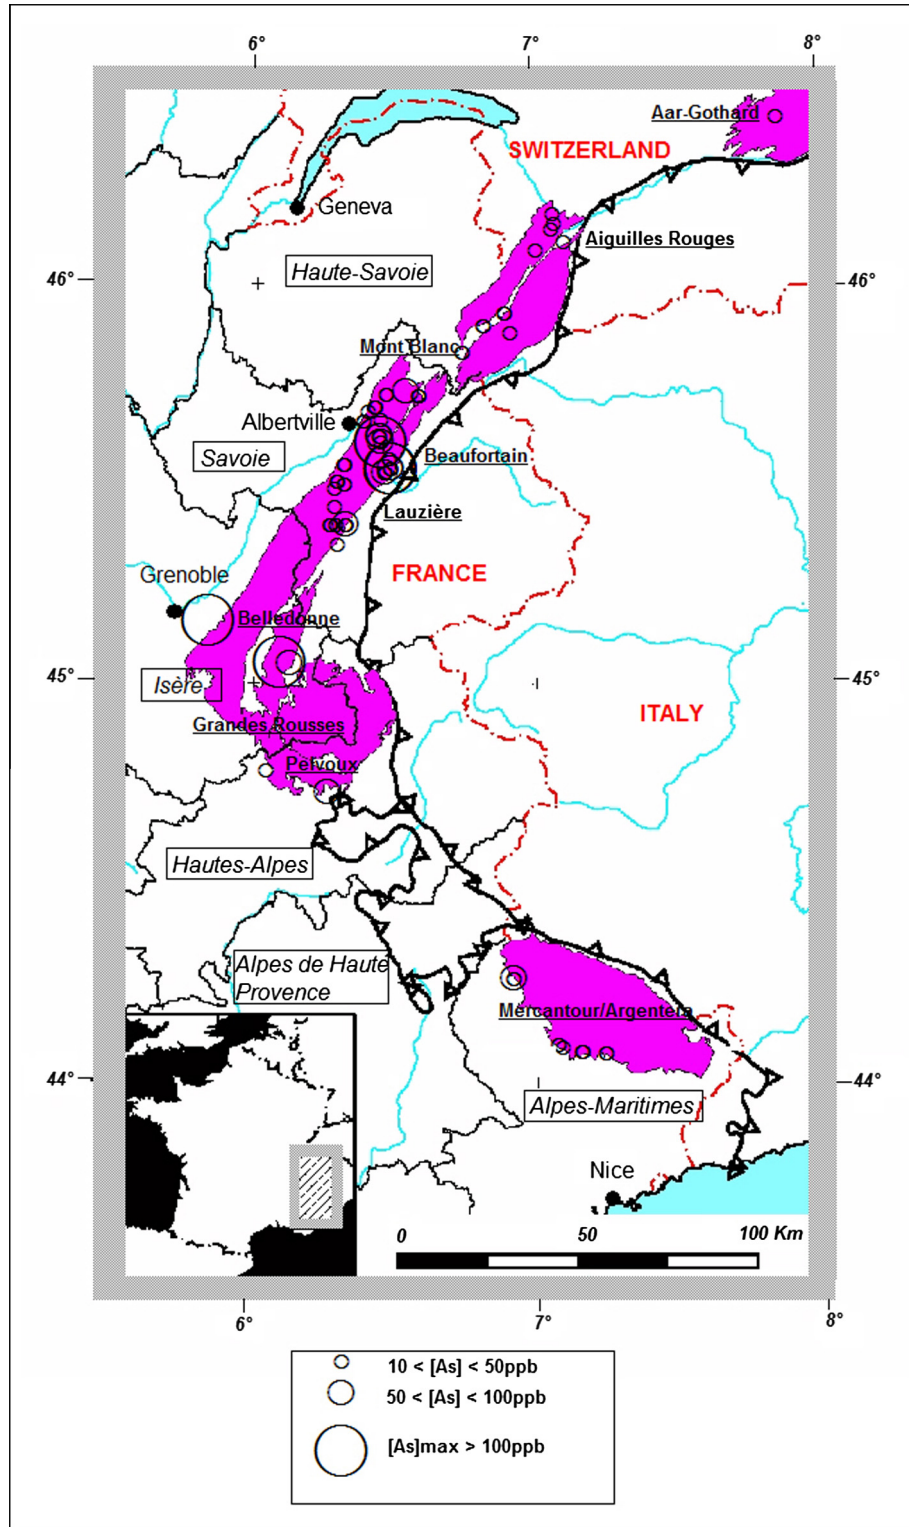 6°
7°
8°
Aar-Gothard
SWITZERLAND
Geneva
Aiguilles Rouges
Haute-Savoie
46°
46°
Mont Blanc
Albertville
Savoie
Beaufortain
Lauzière
Grenoble
FRANCE
Belledonne
45°
Isère
45°
ITALY
Grandes Rousses
Pelvoux
Hautes-Alpes
Alpes de Haute
Provence
Mercantour/Argentera
44°
44°
Alpes-Maritimes
Nice
0
50
100 Km
6°
7°
8°
10 < [As] < 50ppb
50 < [As] < 100ppb
[As]max > 100ppb